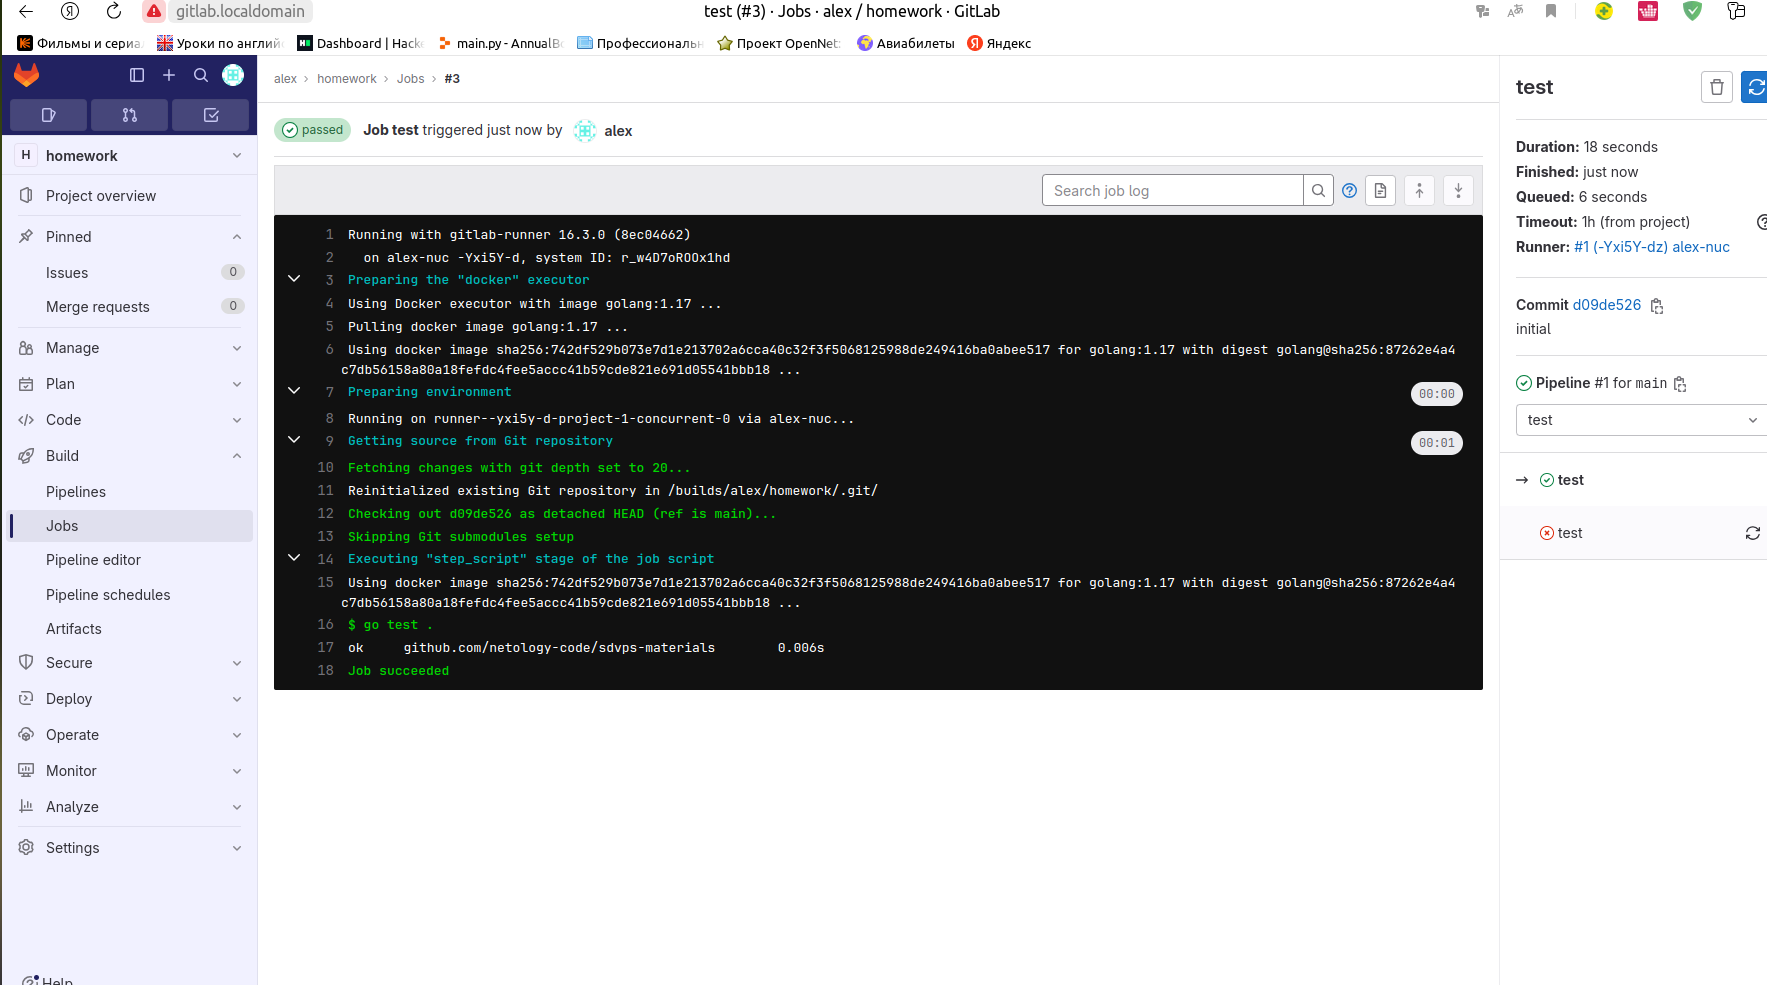 gitlab.localdomain
test (#3) · Jobs · alex / homework · GitLab
Фильмы и сериа
Уроки по англий
Dashboard | Hack
main.py - AnnualBo
Профессиональн
Проект OpenNet:
Авиабилеты
Яндекс
H homework
Project overview
Pinned
Issues 0
Merge requests 0
Manage
Plan
Code
Build
Pipelines
Jobs
Pipeline editor
Pipeline schedules
Artifacts
Secure
Deploy
Operate
Monitor
Analyze
Settings
Help
alex › homework › Jobs › #3
passed Job test triggered just now by alex
Search job log
1 Running with gitlab-runner 16.3.0 (8ec04662)
2 on alex-nuc -Yxi5Y-d, system ID: r_w4D7oROOx1hd
3 Preparing the "docker" executor
4 Using Docker executor with image golang:1.17 ...
5 Pulling docker image golang:1.17 ...
6 Using docker image sha256:742df529b073e7d1e213702a6cca40c32f3f5068125988de249416ba0abee517 for golang:1.17 with digest golang@sha256:87262e4a4
c7db56158a80a18fefdc4fee5accc41b59cde821e691d05541bbb18 ...
7 Preparing environment 00:00
8 Running on runner--yxi5y-d-project-1-concurrent-0 via alex-nuc...
9 Getting source from Git repository 00:01
10 Fetching changes with git depth set to 20...
11 Reinitialized existing Git repository in /builds/alex/homework/.git/
12 Checking out d09de526 as detached HEAD (ref is main)...
13 Skipping Git submodules setup
14 Executing "step_script" stage of the job script
15 Using docker image sha256:742df529b073e7d1e213702a6cca40c32f3f5068125988de249416ba0abee517 for golang:1.17 with digest golang@sha256:87262e4a4
c7db56158a80a18fefdc4fee5accc41b59cde821e691d05541bbb18 ...
16 $ go test .
17 ok github.com/netology-code/sdvps-materials 0.006s
18 Job succeeded
test
Duration: 18 seconds
Finished: just now
Queued: 6 seconds
Timeout: 1h (from project)
Runner: #1 (-Yxi5Y-dz) alex-nuc
Commit d09de526
initial
Pipeline #1 for main
test
→ test
test